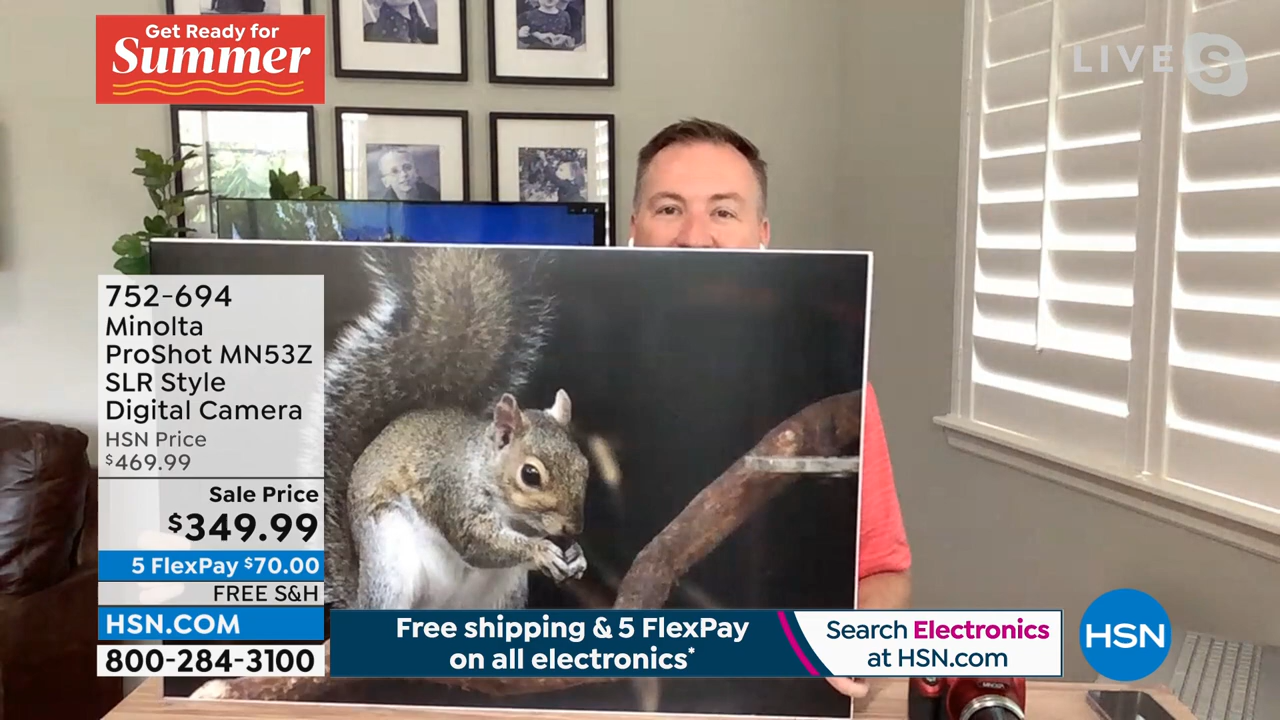 Get Ready for
Summer
LIVE S
752-694
Minolta
ProShot MN53Z
SLR Style
Digital Camera
HSN Price
$469.99
Sale Price
$349.99
5 FlexPay $70.00
FREE S&H
HSN.COM
800-284-3100
Free shipping & 5 FlexPay
on all electronics*
Search Electronics
at HSN.com
HSN